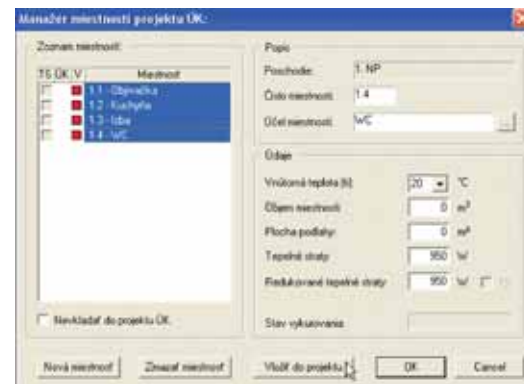 Manažér miestností projektu ÚK:
Zoznam miestností:
TS ÚK V Miestnosť
1.1 - Obývačka
1.2 - Kuchyňa
1.3 - Izba
1.4 - WC
Nevkladať do projektu ÚK
Nová miestnosť
Zmazať miestnosť
Popis
Poschodie: 1. NP
Číslo miestnosti: 1.4
Účel miestnosti: WC ...
Údaje
Vnútorná teplota (ti): 20 °C
Objem miestnosti: 0 m³
Plocha podlahy: 0 m²
Tepelné straty: 950 W
Redukované tepelné straty: 950 W
Stav vykurovania:
Vložiť do projektu
OK
Cancel